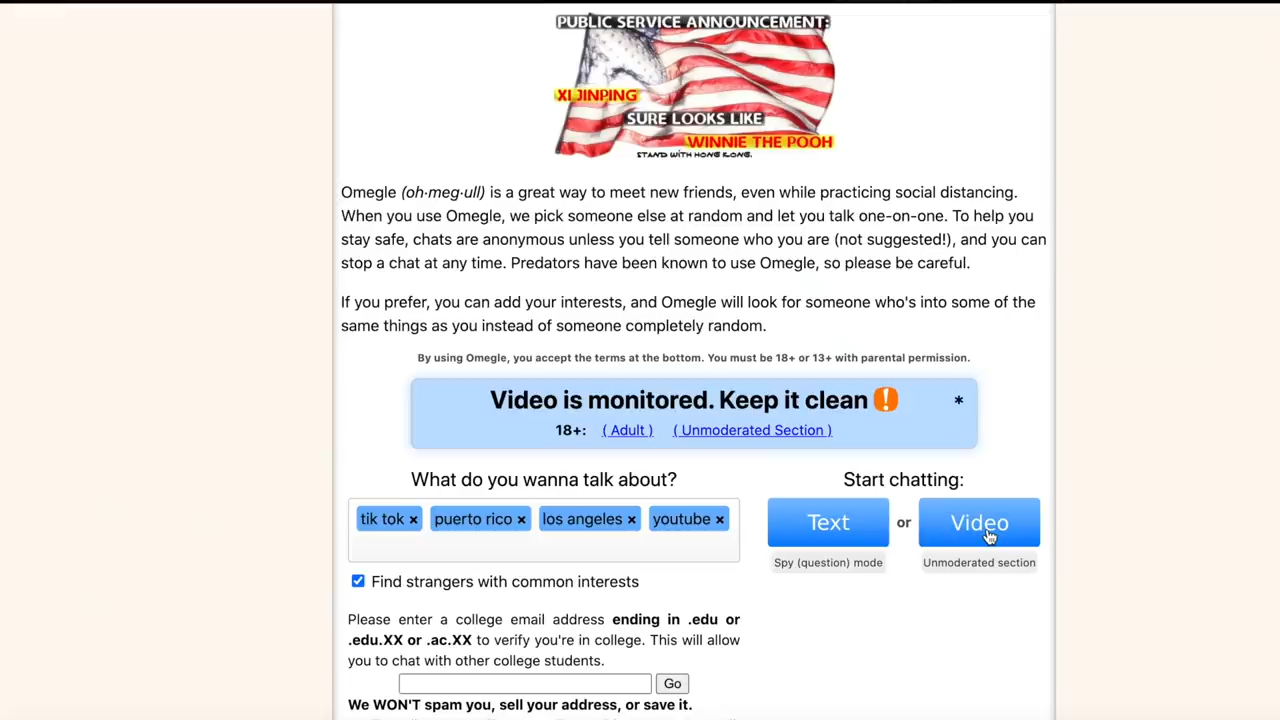 PUBLIC SERVICE ANNOUNCEMENT:
XI JINPING
SURE LOOKS LIKE
WINNIE THE POOH
STAND WITH HONG KONG.
Omegle (oh·meg·ull) is a great way to meet new friends, even while practicing social distancing.
When you use Omegle, we pick someone else at random and let you talk one-on-one. To help you
stay safe, chats are anonymous unless you tell someone who you are (not suggested!), and you can
stop a chat at any time. Predators have been known to use Omegle, so please be careful.
If you prefer, you can add your interests, and Omegle will look for someone who's into some of the
same things as you instead of someone completely random.
By using Omegle, you accept the terms at the bottom. You must be 18+ or 13+ with parental permission.
Video is monitored. Keep it clean ! *
18+: ( Adult ) ( Unmoderated Section )
What do you wanna talk about?
tik tok × puerto rico × los angeles × youtube ×
Find strangers with common interests
Start chatting:
Text or Video
Spy (question) mode Unmoderated section
Please enter a college email address ending in .edu or
.edu.XX or .ac.XX to verify you're in college. This will allow
you to chat with other college students.
Go
We WON'T spam you, sell your address, or save it.